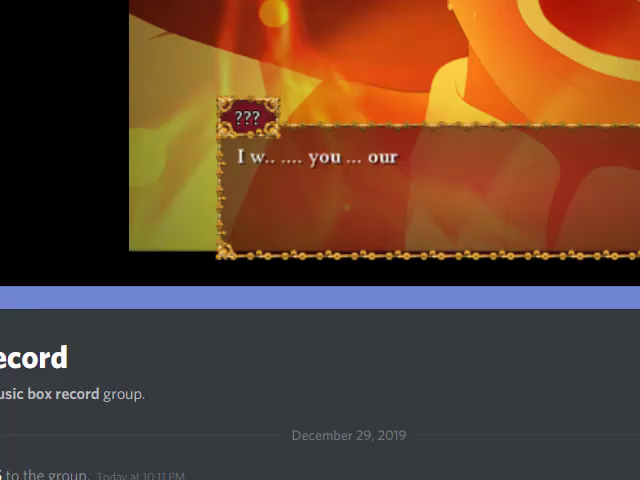 ???
I w.. .... you ... our
ecord
usic box record group.
December 29, 2019
to the group. Today at 10:11 PM